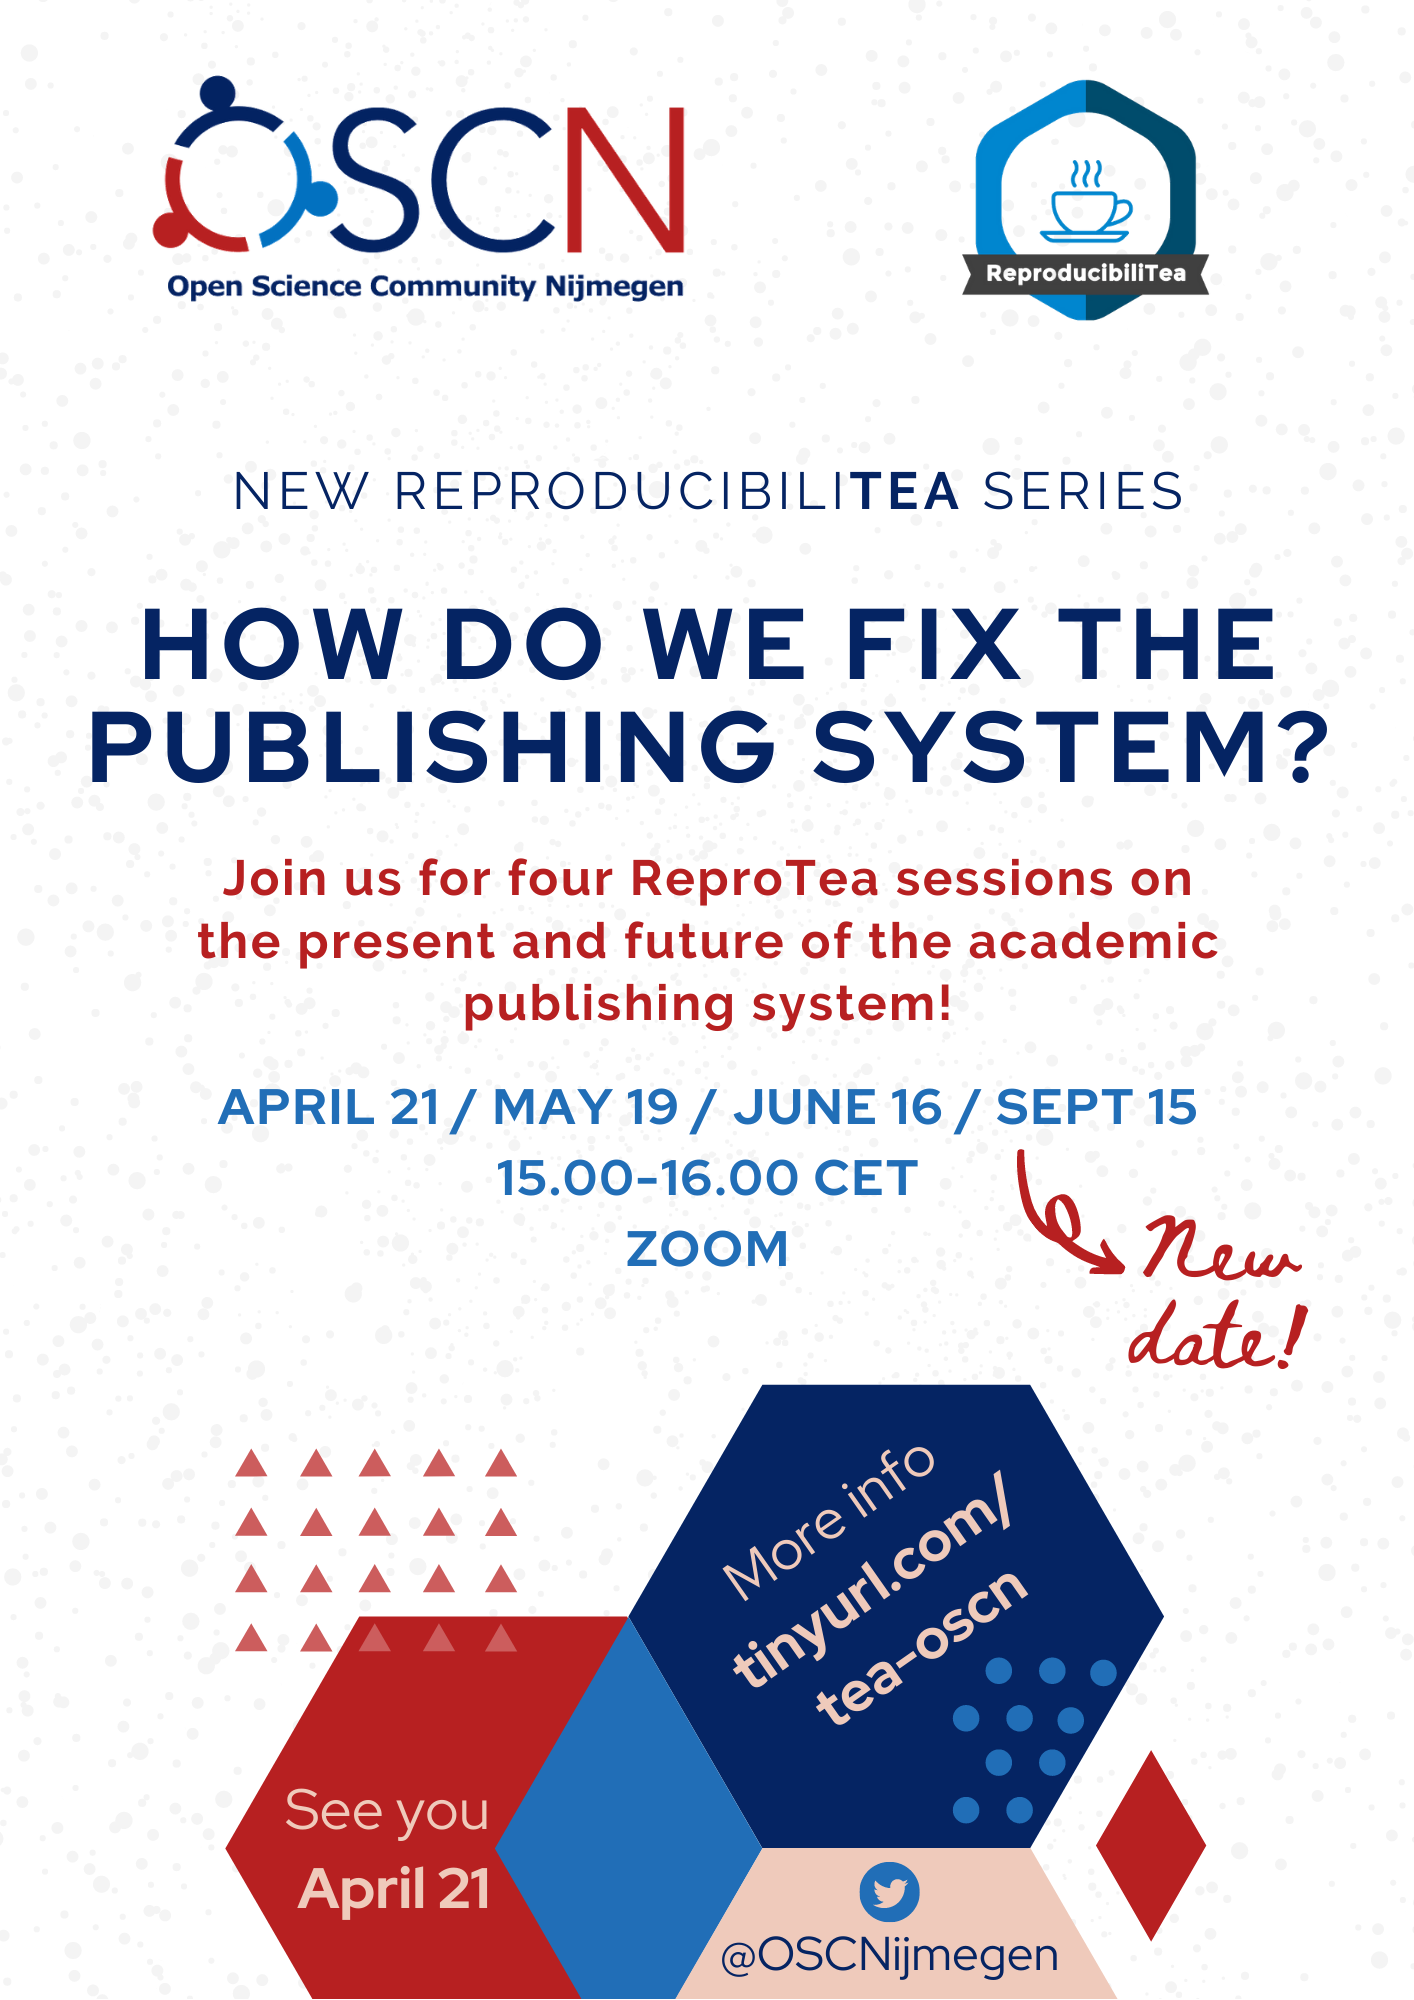 OSCN
Open Science Community Nijmegen
ReproducibiliTea
NEW REPRODUCIBILITEA SERIES
HOW DO WE FIX THE
PUBLISHING SYSTEM?
Join us for four ReproTea sessions on
the present and future of the academic
publishing system!
APRIL 21 / MAY 19 / JUNE 16 / SEPT 15
15.00-16.00 CET
ZOOM
New
date!
More info
tinyurl.com/
tea-oscn
See you
April 21
@OSCNijmegen